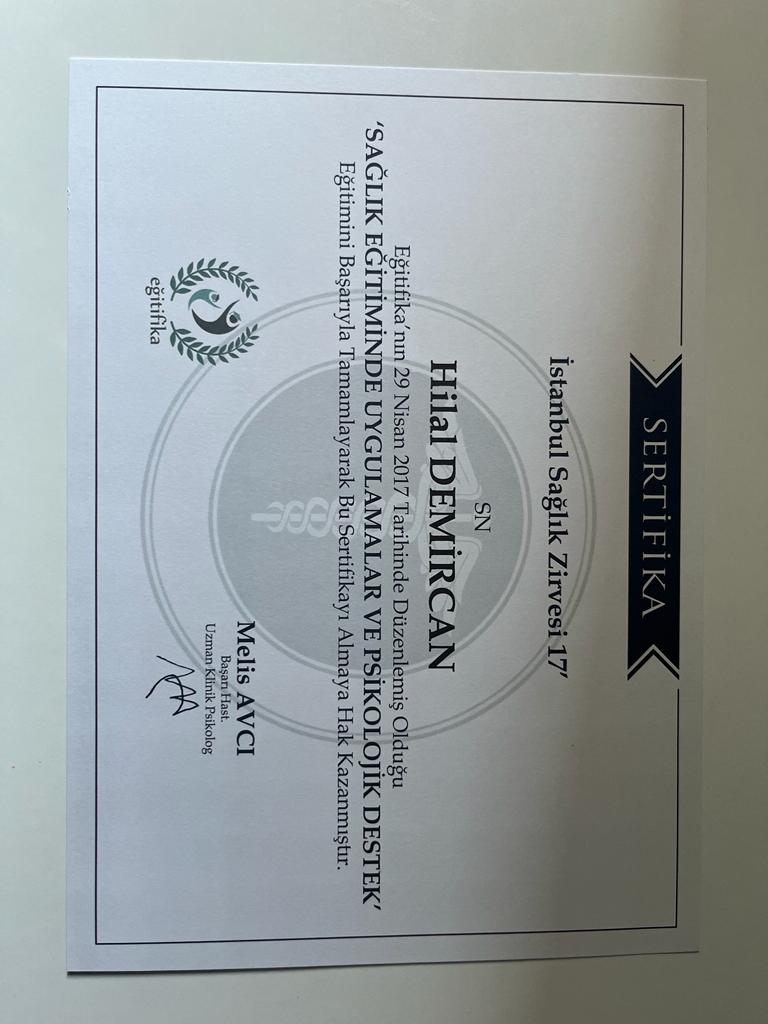 SERTİFİKA
İstanbul Sağlık Zirvesi 17'
SN
Hilal DEMİRCAN
Eğitifika'nın 29 Nisan 2017 Tarihinde Düzenlemiş Olduğu
'SAĞLIK EĞİTİMİNDE UYGULAMALAR VE PSİKOLOJİK DESTEK'
Eğitimini Başarıyla Tamamlayarak Bu Sertifikayı Almaya Hak Kazanmıştır.
eğitifika
Melis AVCI
Başarı Hast.
Uzman Klinik Psikolog